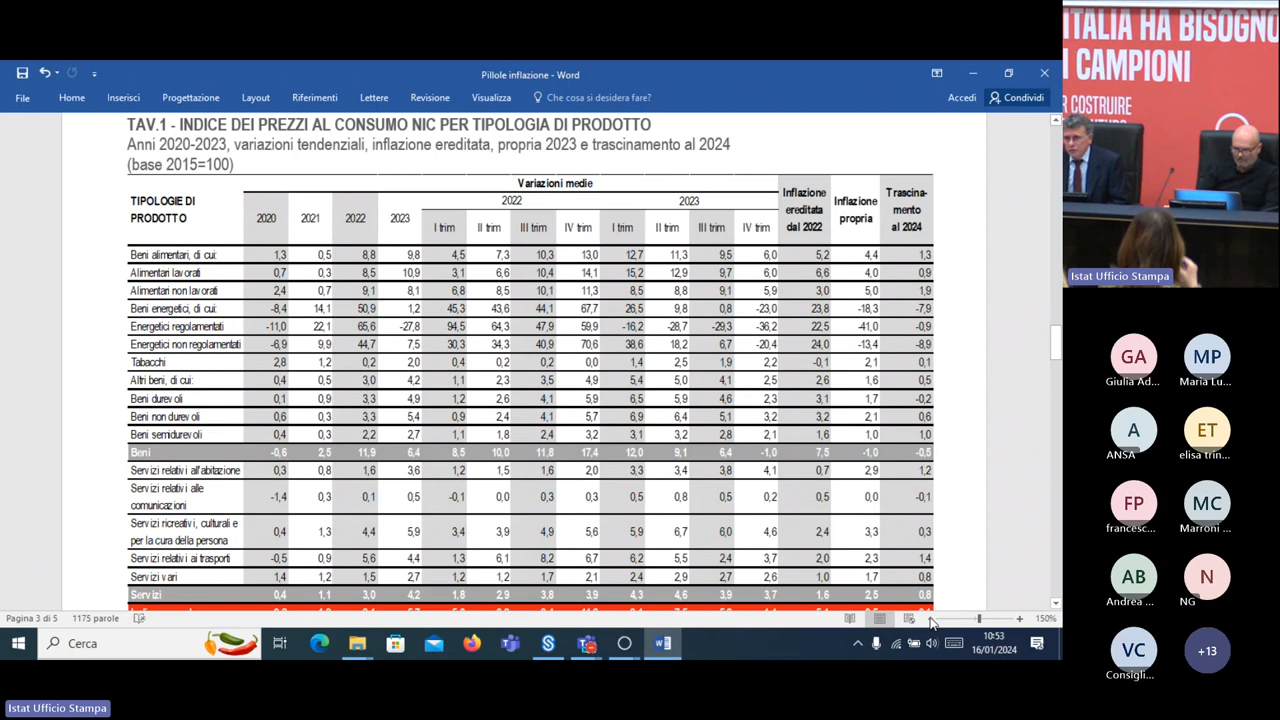 Pillole inflazione - Word
File Home Inserisci Progettazione Layout Riferimenti Lettere Revisione Visualizza Che cosa si desidera fare? Accedi Condividi
TAV.1 - INDICE DEI PREZZI AL CONSUMO NIC PER TIPOLOGIA DI PRODOTTO
Anni 2020-2023, variazioni tendenziali, inflazione ereditata, propria 2023 e trascinamento al 2024
(base 2015=100)
TIPOLOGIE DI PRODOTTO
Variazioni medie
2020 2021 2022 2023
2022
I trim II trim III trim IV trim
2023
I trim II trim III trim IV trim
Inflazione ereditata dal 2022
Inflazione propria
Trascina-mento al 2024
Beni alimentari, di cui: 1,3 0,5 8,8 9,8 4,5 7,3 10,3 13,0 12,7 11,3 9,5 6,0 5,2 4,4 1,3
Alimentari lavorati 0,7 0,3 8,5 10,9 3,1 6,6 10,4 14,1 15,2 12,9 9,7 6,0 6,6 4,0 0,9
Alimentari non lavorati 2,4 0,7 9,1 8,1 6,8 8,5 10,1 11,3 8,5 8,8 9,1 5,9 3,0 5,0 1,9
Beni energetici, di cui: -8,4 14,1 50,9 1,2 45,3 43,6 44,1 67,7 26,5 9,8 0,8 -23,0 23,8 -18,3 -7,9
Energetici regolamentati -11,0 22,1 65,6 -27,8 94,5 64,3 47,9 59,9 -16,2 -28,7 -29,3 -36,2 22,5 -41,0 -0,9
Energetici non regolamentati -6,9 9,9 44,7 7,5 30,3 34,3 40,9 70,6 38,6 18,2 6,7 -20,4 24,0 -13,4 -8,9
Tabacchi 2,8 1,2 0,2 2,0 0,4 0,2 0,2 0,0 1,4 2,5 1,9 2,2 -0,1 2,1 0,1
Altri beni, di cui: 0,4 0,5 3,0 4,2 1,1 2,3 3,5 4,9 5,4 5,0 4,1 2,5 2,6 1,6 0,5
Beni durevoli 0,1 0,9 3,3 4,9 1,2 2,6 4,1 5,9 6,5 5,9 4,6 2,3 3,1 1,7 -0,2
Beni non durevoli 0,6 0,3 3,3 5,4 0,9 2,4 4,1 5,7 6,9 6,4 5,1 3,2 3,2 2,1 0,6
Beni semidurevoli 0,4 0,3 2,2 2,7 1,1 1,8 2,4 3,2 3,1 3,2 2,8 2,1 1,6 1,0 1,0
Beni -0,6 2,5 11,9 6,4 8,5 10,0 11,8 17,4 12,0 9,1 6,4 -1,0 7,5 -1,0 -0,5
Servizi relativi all'abitazione 0,3 0,8 1,6 3,6 1,2 1,5 1,6 2,0 3,3 3,4 3,8 4,1 0,7 2,9 1,2
Servizi relativi alle
comunicazioni -1,4 0,3 0,1 0,5 -0,1 0,0 0,3 0,3 0,5 0,8 0,5 0,2 0,5 0,0 -0,1
Servizi ricreativi, culturali e
per la cura della persona 0,4 1,3 4,4 5,9 3,4 3,9 4,9 5,6 5,9 6,7 6,0 4,6 2,4 3,3 0,3
Servizi relativi ai trasporti -0,5 0,9 5,6 4,4 1,3 6,1 8,2 6,7 6,2 5,5 2,4 3,7 2,0 2,3 1,4
Servizi vari 1,4 1,2 1,5 2,7 1,2 1,2 1,7 2,1 2,4 2,9 2,7 2,6 1,0 1,7 0,8
Servizi 0,4 1,1 3,0 4,2 1,8 2,9 3,8 3,9 4,3 4,6 3,9 3,7 1,6 2,5 0,8
Pagina 3 di 5 1175 parole 150%
Cerca
10:53
16/01/2024
Istat Ufficio Stampa
ITALIA HA BISOGNO
I CAMPIONI
R COSTRUIRE
Istat Ufficio Stampa
GA MP
Giulia Ad... Maria Lu...
A ET
ANSA elisa trin...
FP MC
francesc... Marroni ...
AB N
Andrea ... NG
VC +13
Consigli...